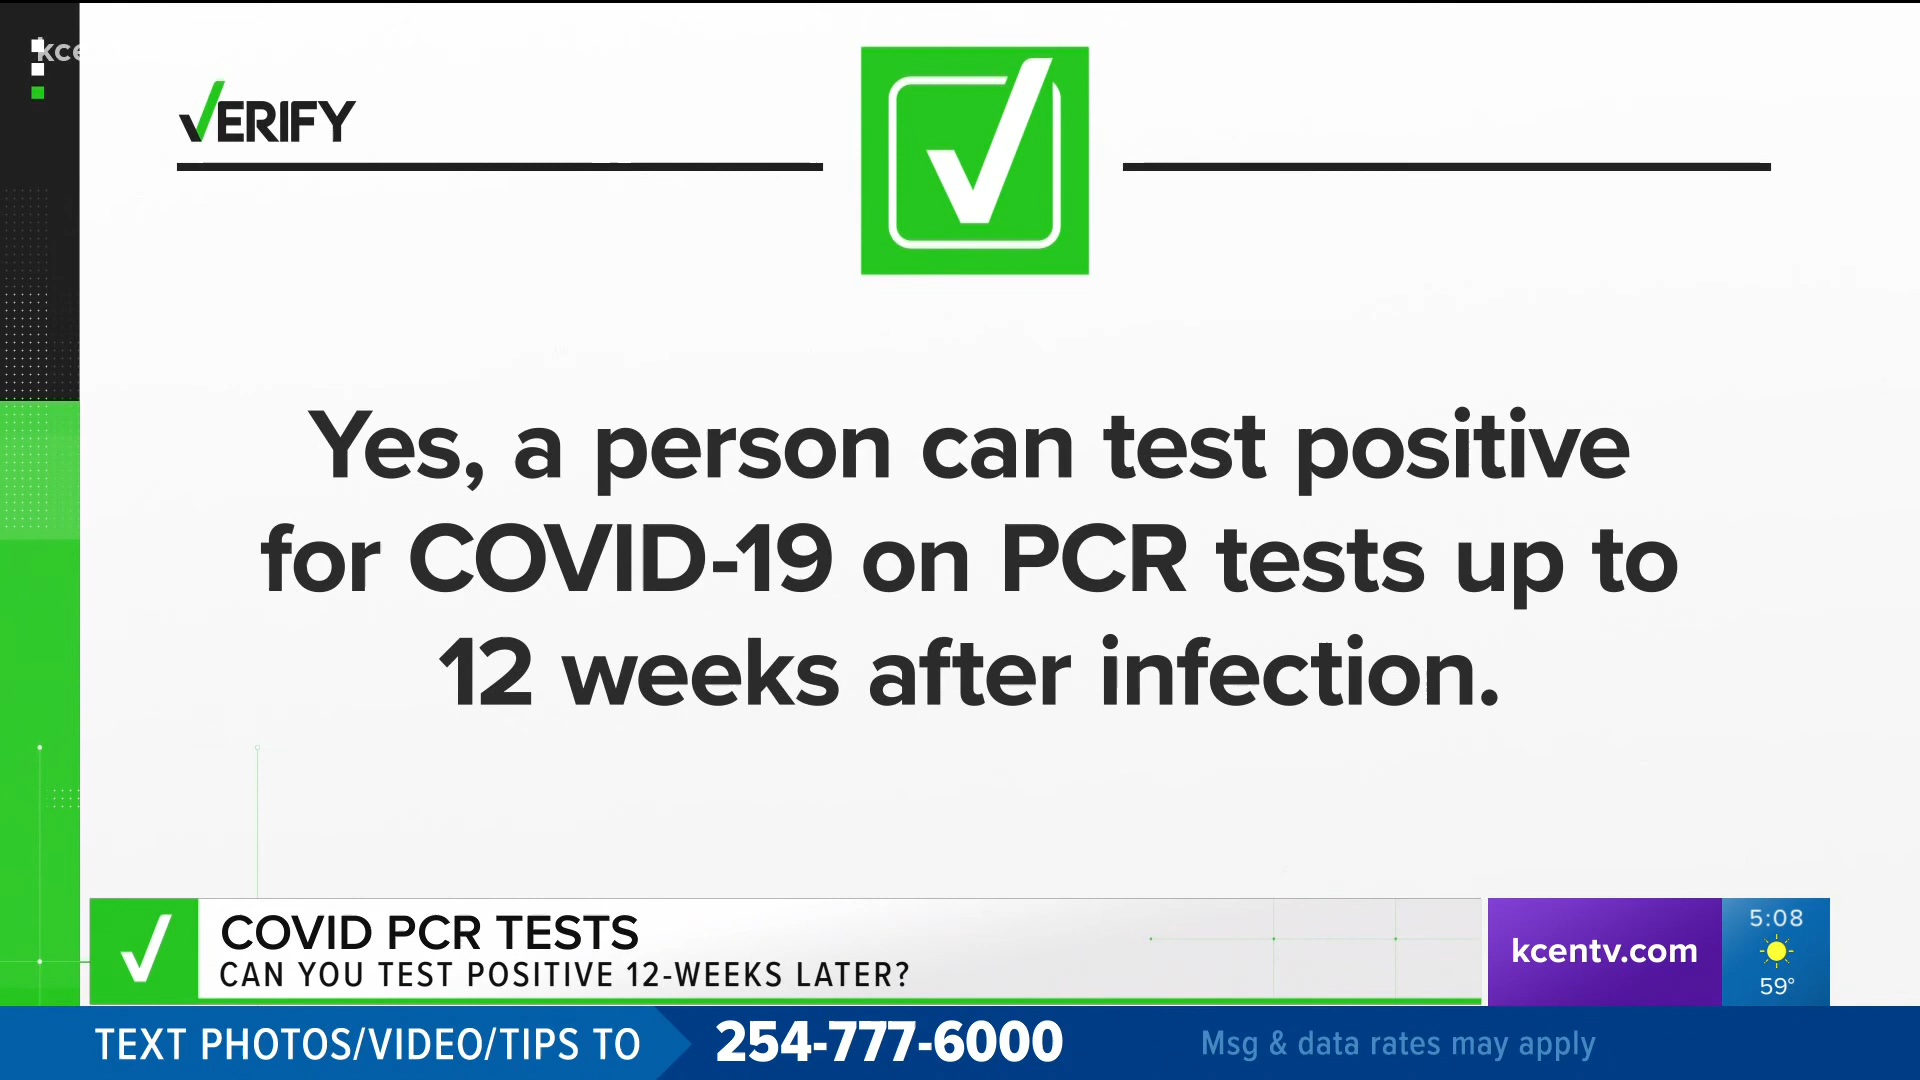 kce
VERIFY
Yes, a person can test positive
for COVID-19 on PCR tests up to
12 weeks after infection.
COVID PCR TESTS
CAN YOU TEST POSITIVE 12-WEEKS LATER?
kcentv.com
5:08
59°
TEXT PHOTOS/VIDEO/TIPS TO
254-777-6000
Msg & data rates may apply